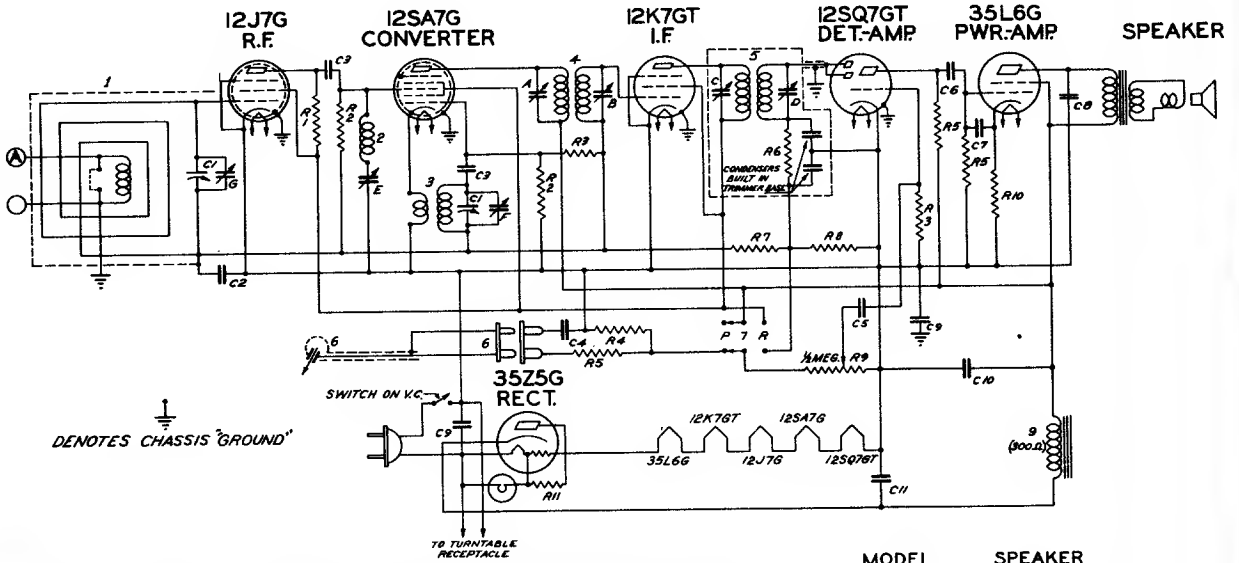 12J7G
R.F.
12SA7G
CONVERTER
12K7GT
I.F.
12SQ7GT
DET.-AMP.
35L6G
PWR.-AMP.
SPEAKER
1
C3
4
5
A
B
C
D
C6
C8
R1
R2
2
E
C1
G
A
3
C3
C1
F
R2
R3
R6
CONDENSERS
BUILT IN
TRIMMER BASE
R5
C7
R5
R10
R3
R7
R8
C2
6
6
C4
R4
R5
P
7
R
C5
C9
½MEG.
R9
C10
35Z5G
RECT.
SWITCH ON V.C.
C9
DENOTES CHASSIS "GROUND"
12K7GT
12SA7G
35L6G
12J7G
12SQ7GT
9
(300Ω)
R11
C11
TO TURNTABLE
RECEPTACLE
MODEL
SPEAKER